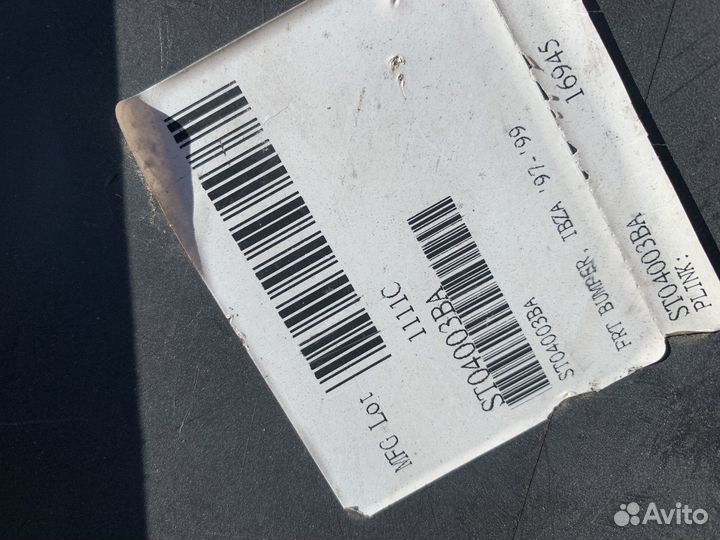 MFG Lot
1111C
ST04003BA
ST04003BA
FRT BUMPER, IBZA '97-'99
PLINK:
ST04003BA
16945
Avito